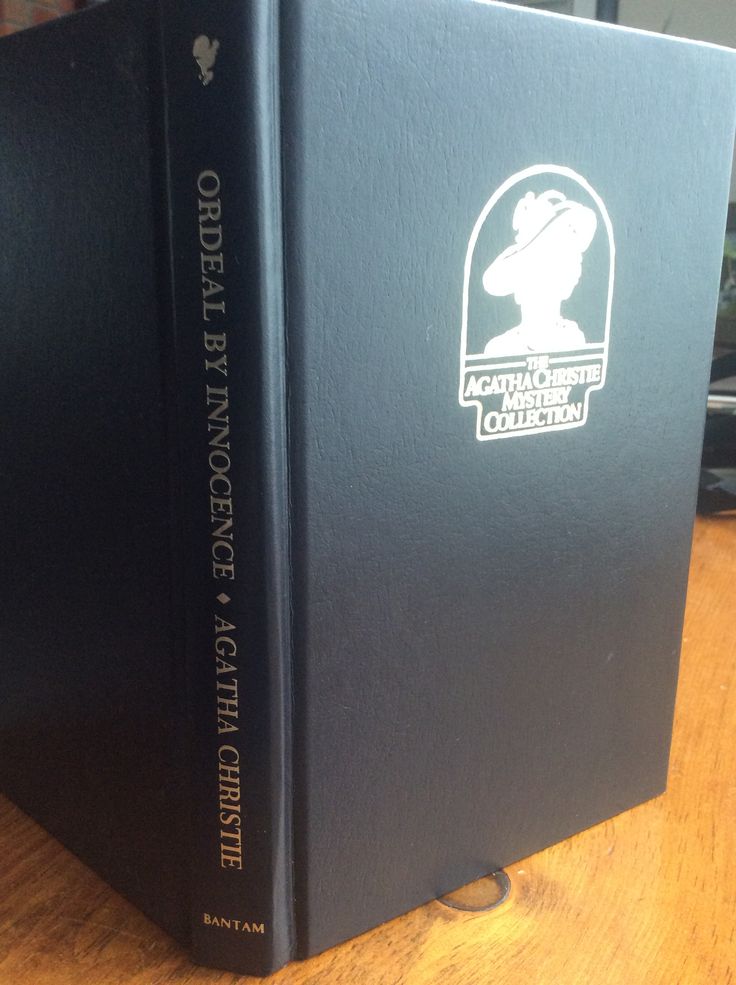 ORDEAL BY INNOCENCE ♦ AGATHA CHRISTIE
BANTAM
THE
AGATHA CHRISTIE
MYSTERY
COLLECTION